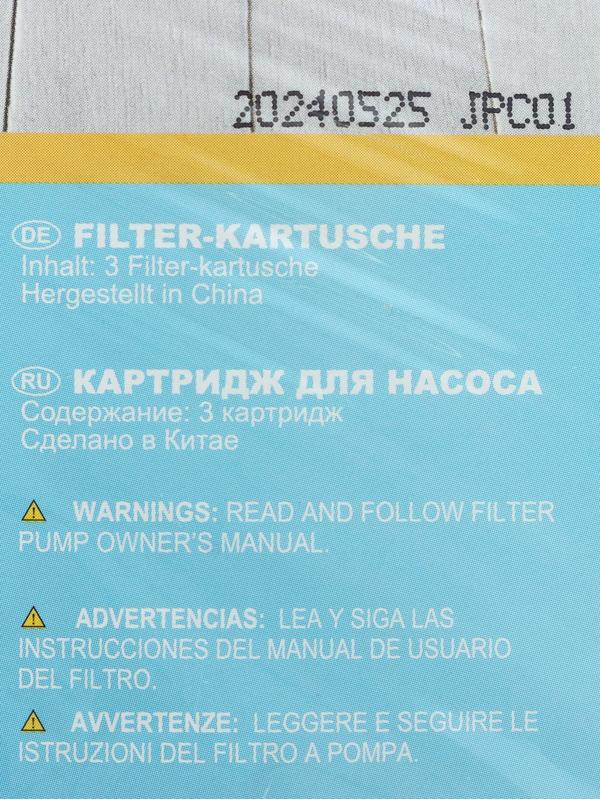 20240525 JPC01
DE FILTER-KARTUSCHE
Inhalt: 3 Filter-kartusche
Hergestellt in China
RU КАРТРИДЖ ДЛЯ НАСОСА
Содержание: 3 картридж
Сделано в Китае
WARNINGS: READ AND FOLLOW FILTER
PUMP OWNER'S MANUAL.
ADVERTENCIAS: LEA Y SIGA LAS
INSTRUCCIONES DEL MANUAL DE USUARIO
DEL FILTRO.
AVVERTENZE: LEGGERE E SEGUIRE LE
ISTRUZIONI DEL FILTRO A POMPA.